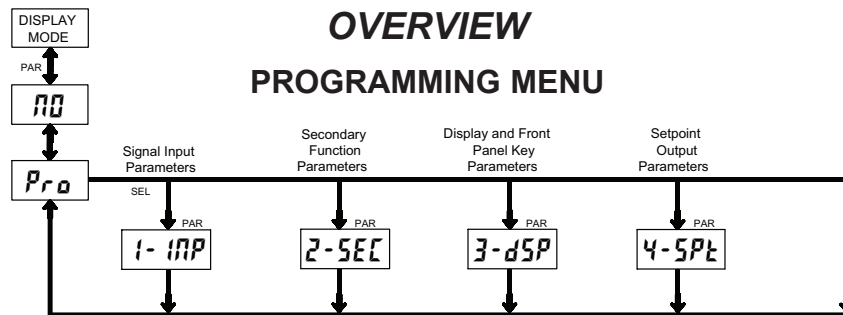 OVERVIEW
PROGRAMMING MENU
DISPLAY
MODE
PAR
NO
Pro
Signal Input
Parameters
SEL
PAR
1-INP
Secondary
Function
Parameters
PAR
2-SEC
Display and Front
Panel Key
Parameters
PAR
3-dSP
Setpoint
Output
Parameters
PAR
4-SPt